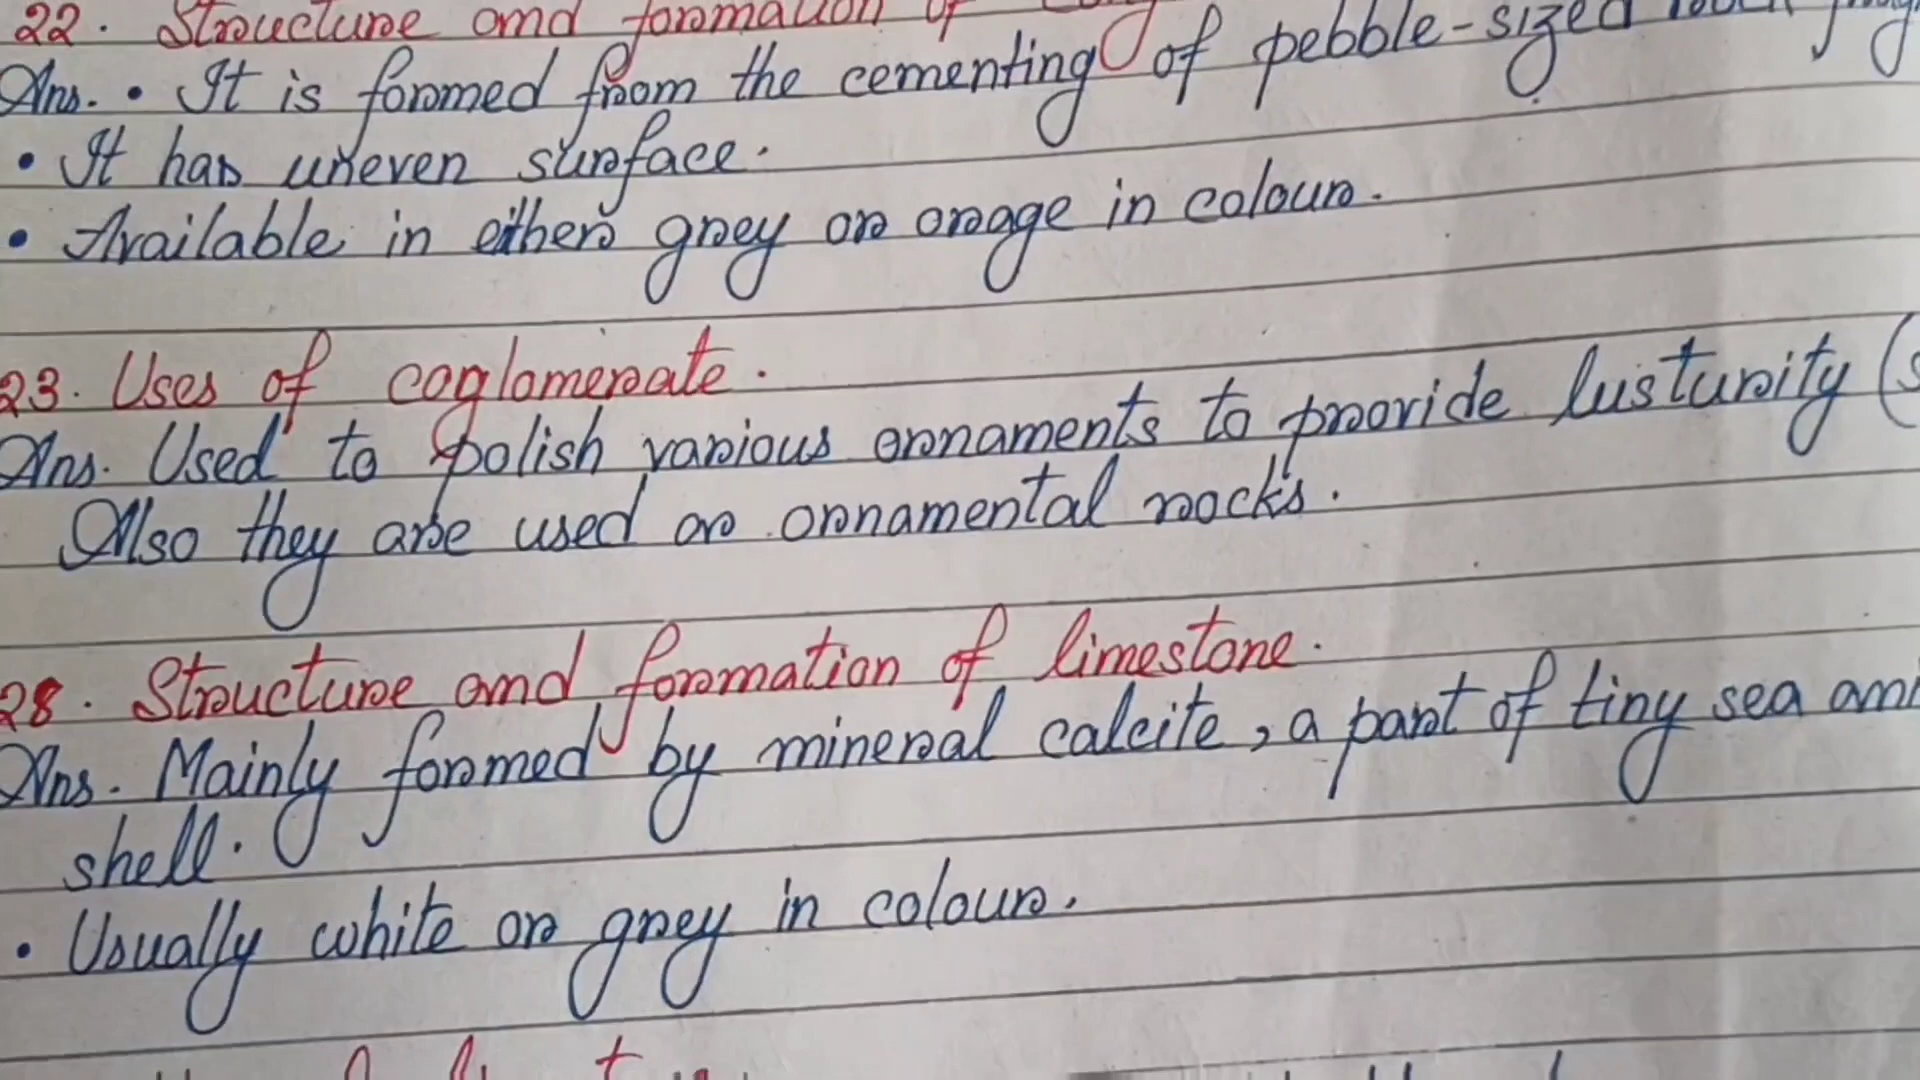 22. Structure and formation of
Ans. • It is formed from the cementing of pebble-sized rock
• It has uneven surface.
• Available in either grey or orage in colour.
23. Uses of coglomerate.
Ans. Used to polish various ornaments to provide lusturity (s
Also they are used as ornamental rocks.
28. Structure and formation of limestone.
Ans. Mainly formed by mineral calcite, a part of tiny sea
shell.
• Usually white or grey in colour.